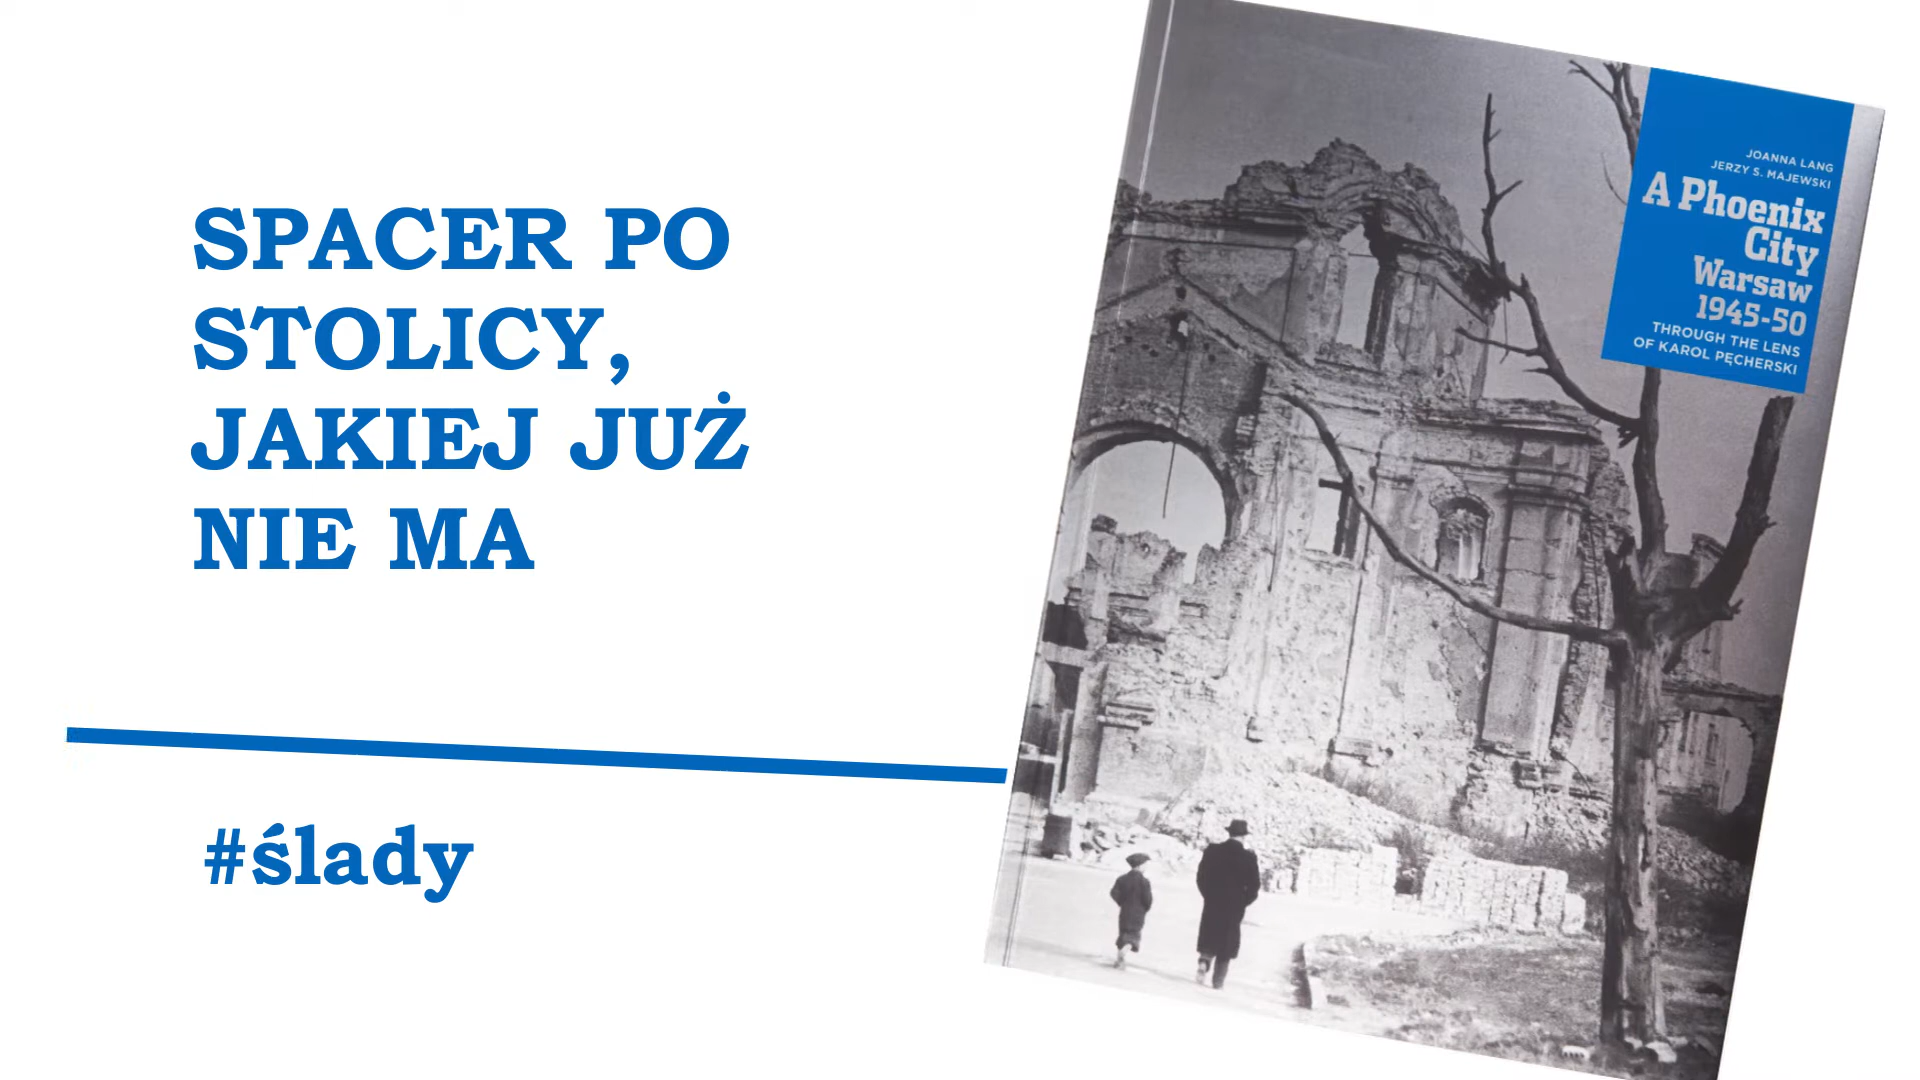 SPACER PO
STOLICY,
JAKIEJ JUŻ
NIE MA
#ślady
JOANNA LANG
JERZY S. MAJEWSKI
A Phoenix
City
Warsaw
1945-50
THROUGH THE LENS
OF KAROL PĘCHERSKI